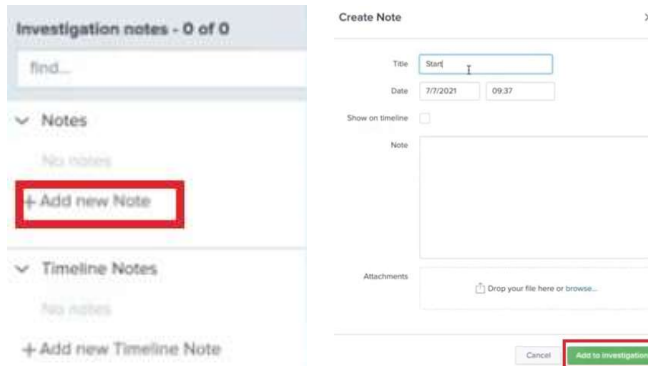 Investigation notes - 0 of 0
find...
Notes
No notes
+ Add new Note
Timeline Notes
No notes
+ Add new Timeline Note
Create Note
Title Start
Date 7/7/2021 09:37
Show on timeline
Note
Attachments
Drop your file here or browse...
Cancel Add to investigation